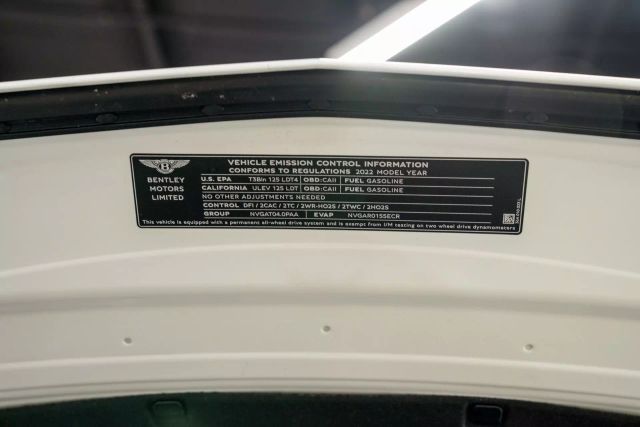 VEHICLE EMISSION CONTROL INFORMATION
CONFORMS TO REGULATIONS 2022 MODEL YEAR
B
BENTLEY
MOTORS
LIMITED
U.S. EPA T3Bin 125 LDT4 OBD:CAII FUEL GASOLINE
CALIFORNIA ULEV 125 LDT OBD:CAII FUEL GASOLINE
NO OTHER ADJUSTMENTS NEEDED
CONTROL DFI / 2CAC / 2TC / 2WR-HO2S / 2TWC / 2HO2S
GROUP NVGAT04.0PAA EVAP NVGAR0155ECR
This vehicle is equipped with a permanent all-wheel drive system and is exempt from I/M testing on two wheel drive dynamometers